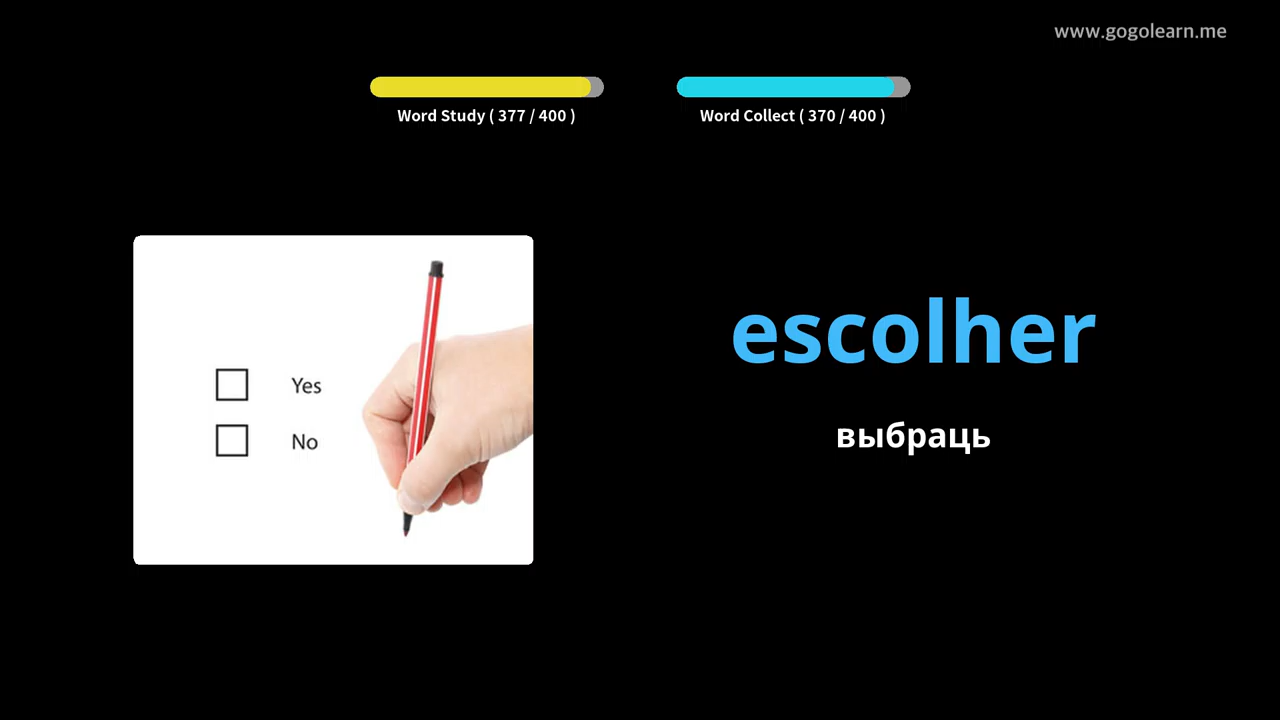 www.gogolearn.me
Word Study ( 377 / 400 )
Word Collect ( 370 / 400 )
Yes
No
escolher
выбраць